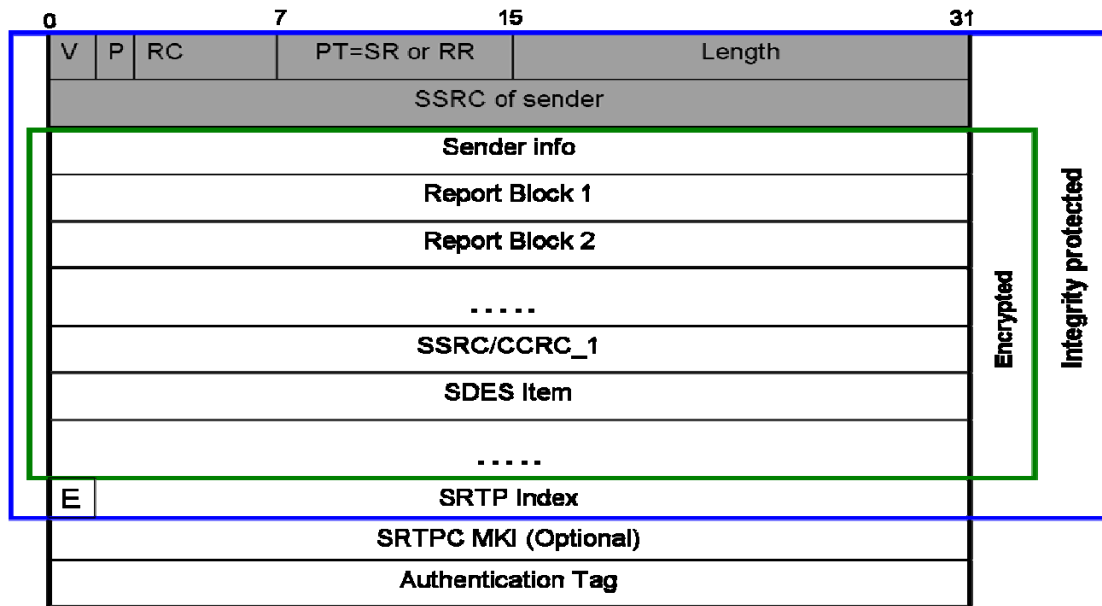 0 7 15 31
V P RC PT=SR or RR Length
SSRC of sender
Sender info
Report Block 1
Report Block 2
.....
SSRC/CCRC_1
SDES Item
.....
E SRTP Index
SRTPC MKI (Optional)
Authentication Tag
Encrypted
Integrity protected